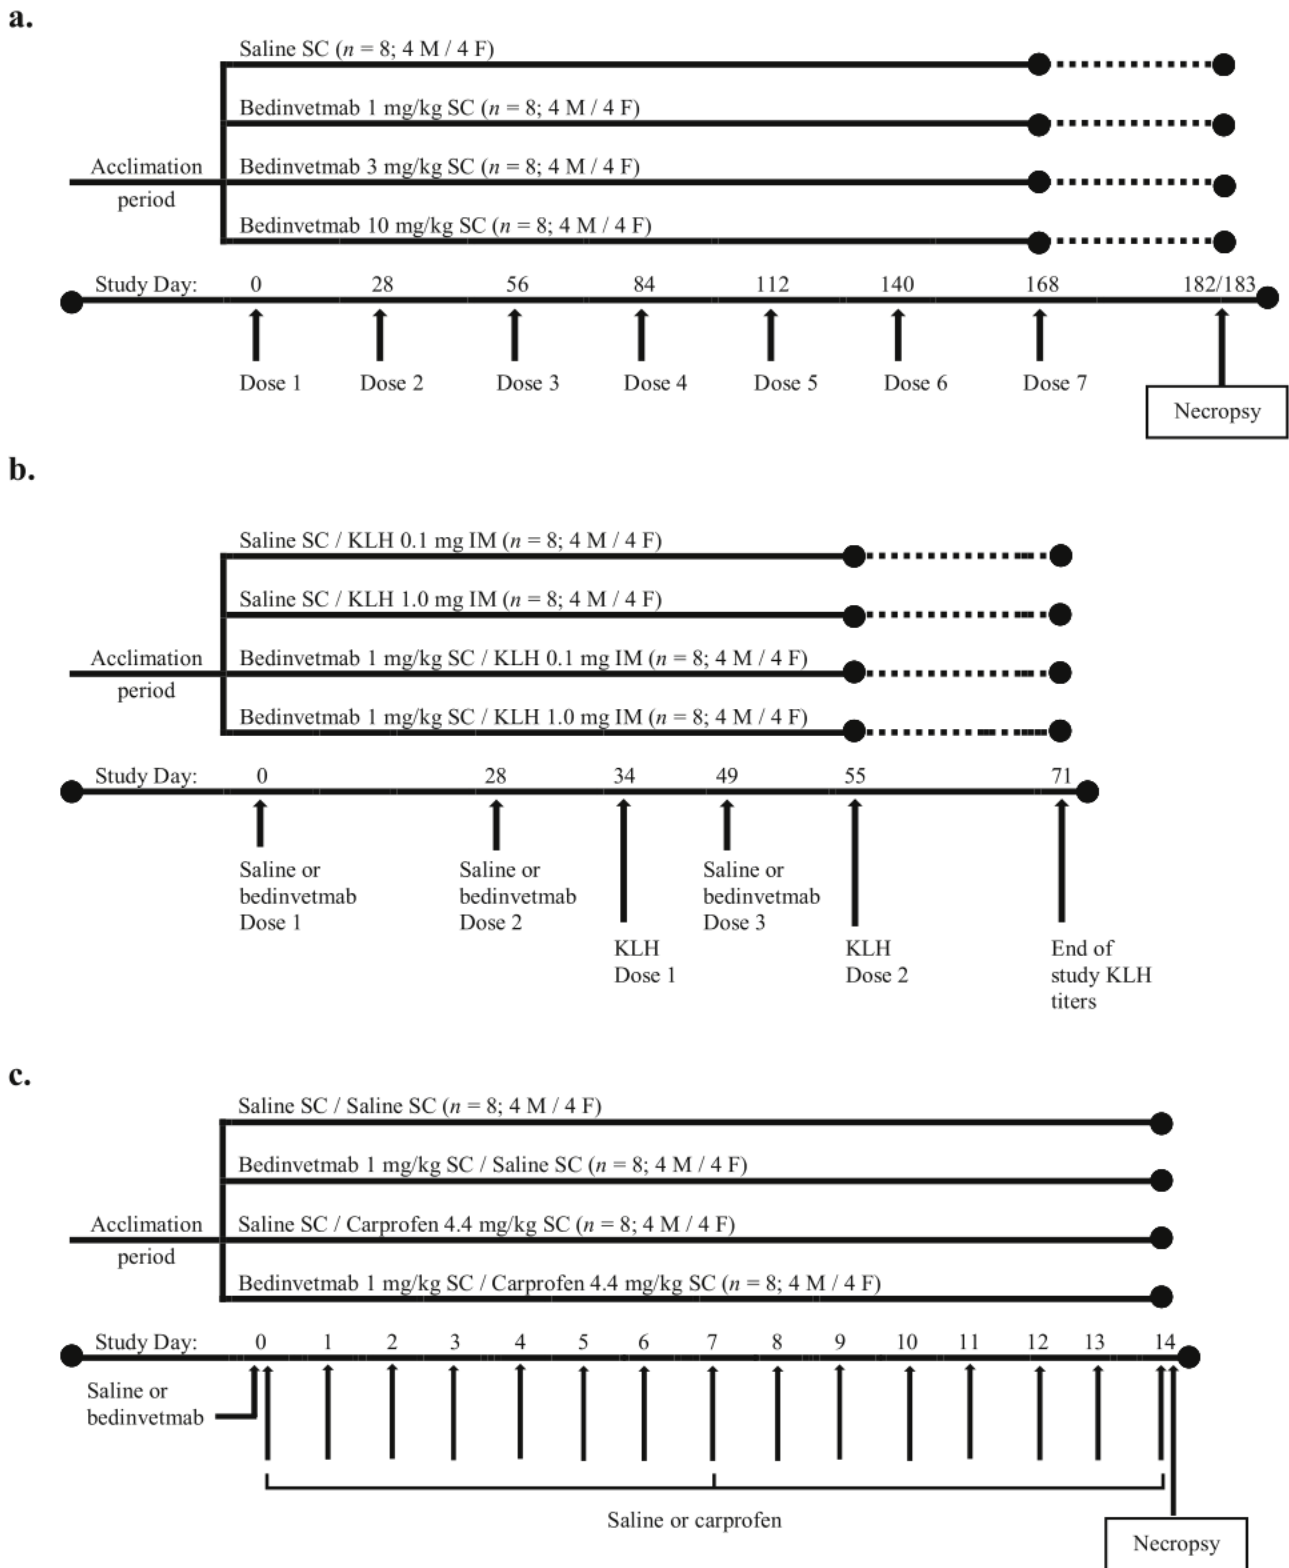 a.
Saline SC (n = 8; 4 M / 4 F)
Bedinvetmab 1 mg/kg SC (n = 8; 4 M / 4 F)
Bedinvetmab 3 mg/kg SC (n = 8; 4 M / 4 F)
Acclimation
period
Bedinvetmab 10 mg/kg SC (n = 8; 4 M / 4 F)
Study Day: 0 28 56 84 112 140 168 182/183
Dose 1 Dose 2 Dose 3 Dose 4 Dose 5 Dose 6 Dose 7
Necropsy
b.
Saline SC / KLH 0.1 mg IM (n = 8; 4 M / 4 F)
Saline SC / KLH 1.0 mg IM (n = 8; 4 M / 4 F)
Bedinvetmab 1 mg/kg SC / KLH 0.1 mg IM (n = 8; 4 M / 4 F)
Acclimation
period
Bedinvetmab 1 mg/kg SC / KLH 1.0 mg IM (n = 8; 4 M / 4 F)
Study Day: 0 28 34 49 55 71
Saline or
bedinvetmab
Dose 1
Saline or
bedinvetmab
Dose 2
KLH
Dose 1
Saline or
bedinvetmab
Dose 3
KLH
Dose 2
End of
study KLH
titers
c.
Saline SC / Saline SC (n = 8; 4 M / 4 F)
Bedinvetmab 1 mg/kg SC / Saline SC (n = 8; 4 M / 4 F)
Saline SC / Carprofen 4.4 mg/kg SC (n = 8; 4 M / 4 F)
Acclimation
period
Bedinvetmab 1 mg/kg SC / Carprofen 4.4 mg/kg SC (n = 8; 4 M / 4 F)
Study Day: 0 1 2 3 4 5 6 7 8 9 10 11 12 13 14
Saline or
bedinvetmab
Saline or carprofen
Necropsy